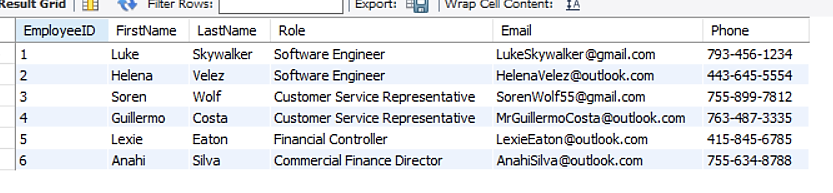 Result Grid Filter Rows: Export: Wrap Cell Content: IA
EmployeeID FirstName LastName Role Email Phone
1 Luke Skywalker Software Engineer LukeSkywalker@gmail.com 793-456-1234
2 Helena Velez Software Engineer HelenaVelez@outlook.com 443-645-5554
3 Soren Wolf Customer Service Representative SorenWolf55@gmail.com 755-899-7812
4 Guillermo Costa Customer Service Representative MrGuillermoCosta@outlook.com 763-487-3335
5 Lexie Eaton Financial Controller LexieEaton@outlook.com 415-845-6785
6 Anahi Silva Commercial Finance Director AnahiSilva@outlook.com 755-634-8788